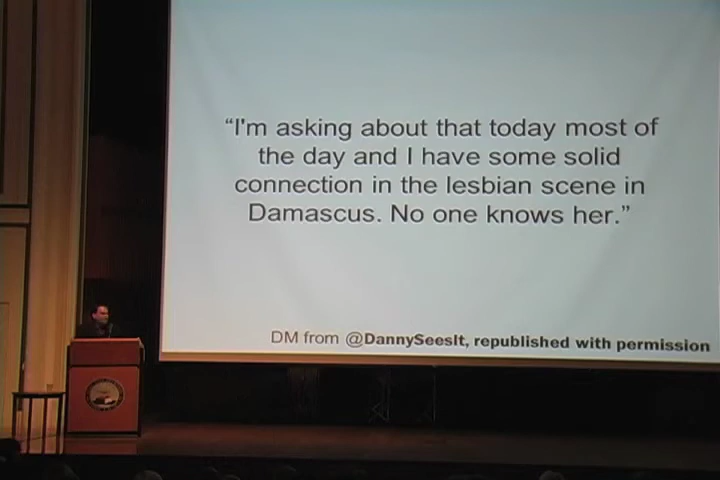 “I'm asking about that today most of
the day and I have some solid
connection in the lesbian scene in
Damascus. No one knows her.”
DM from @DannySeesIt, republished with permission